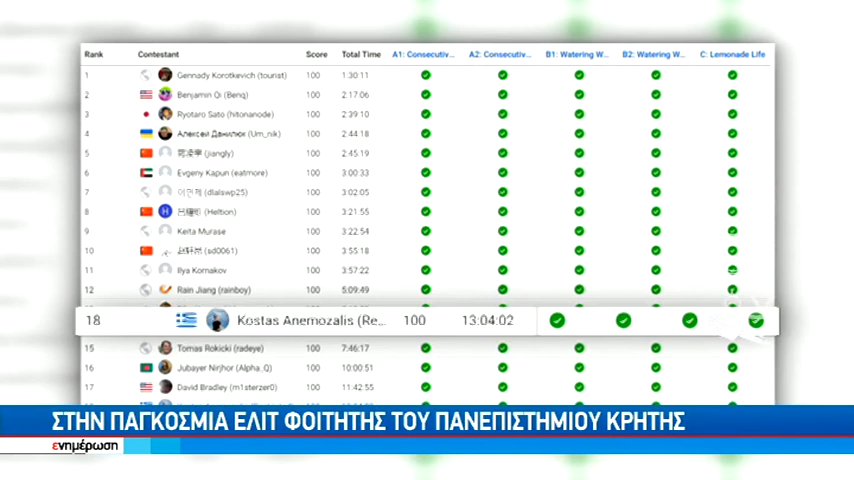 Rank Contestant Score Total Time A1: Consecutiv... A2: Consecutiv... B1: Watering W... B2: Watering W... C: Lemonade Life
1 Gennady Korotkevich (tourist) 100 1:30:11
2 Benjamin Qi (Benq) 100 2:17:06
3 Ryotaro Sato (hitonanode) 100 2:39:10
4 Алексей Данилюк (Um_nik) 100 2:44:18
5 (jiangly) 100 2:45:19
6 Evgeny Kapun (eatmore) 100 3:00:33
7 (dlalswp25) 100 3:02:05
8 (Heltion) 100 3:21:55
9 Keita Murase 100 3:22:54
10 (sd0061) 100 3:55:18
11 Ilya Kornakov 100 3:57:22
12 Rain Jiang (rainboy) 100 5:09:49
18 Kostas Anemozalis (Re... 100 13:04:02
15 Tomas Rokicki (radeye) 100 7:46:17
16 Jubayer Nirjhor (Alpha_Q) 100 10:00:51
17 David Bradley (m1sterzer0) 100 11:42:55
ΣΤΗΝ ΠΑΓΚΟΣΜΙΑ ΕΛΙΤ ΦΟΙΤΗΤΗΣ ΤΟΥ ΠΑΝΕΠΙΣΤΗΜΙΟΥ ΚΡΗΤΗΣ
ενημέρωση